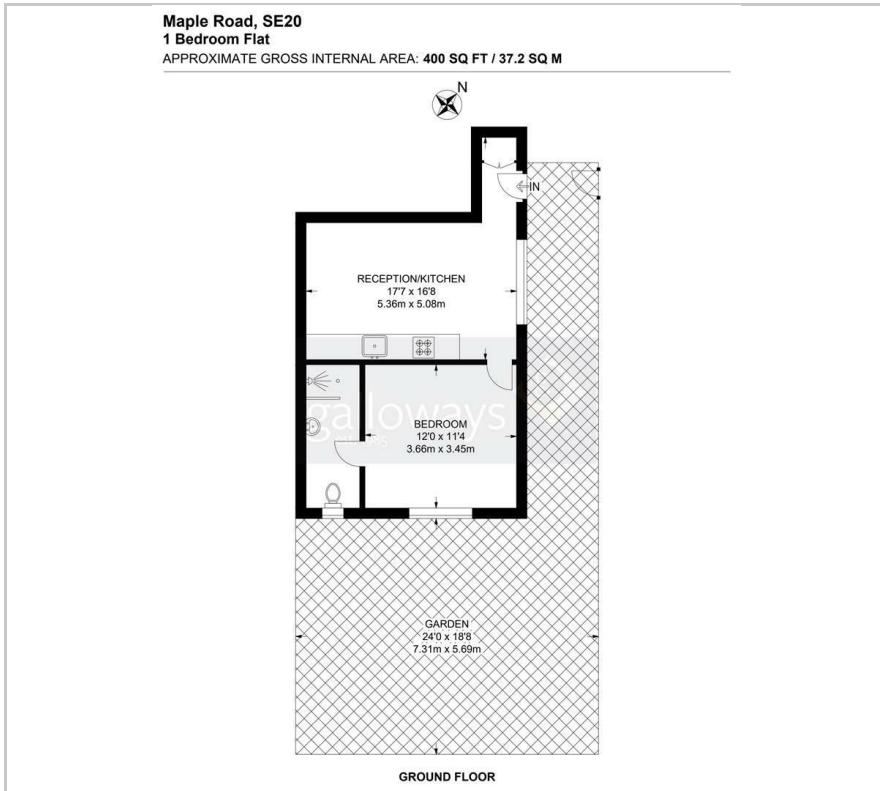 Maple Road, SE20
1 Bedroom Flat
APPROXIMATE GROSS INTERNAL AREA: 400 SQ FT / 37.2 SQ M
N
IN
RECEPTION/KITCHEN
17'7 x 16'8
5.36m x 5.08m
galloways
BEDROOM
12'0 x 11'4
3.66m x 3.45m
GARDEN
24'0 x 18'8
7.31m x 5.69m
GROUND FLOOR